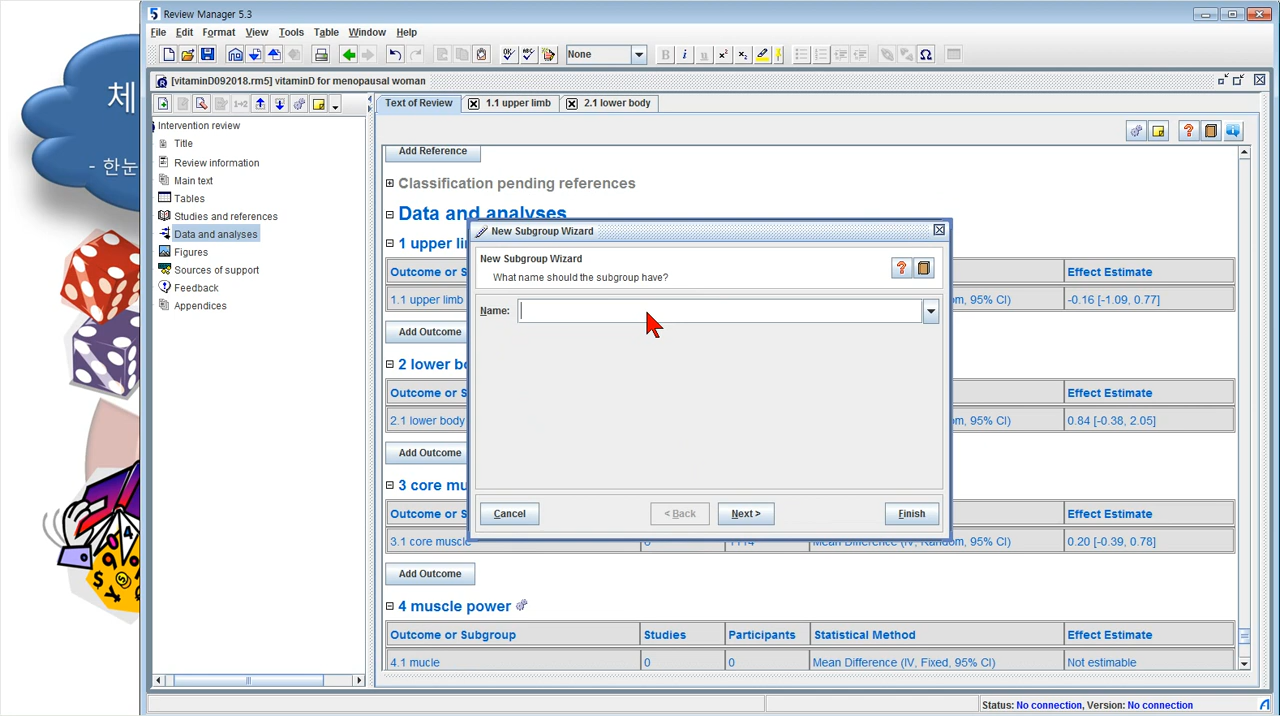 체
- 한눈
5 Review Manager 5.3
File Edit Format View Tools Table Window Help
None
B i u x² x₂ Ω
[vitaminD092018.rm5] vitaminD for menopausal woman
Text of Review 1.1 upper limb 2.1 lower body
Intervention review
Title
Review information
Main text
Tables
Studies and references
Data and analyses
Figures
Sources of support
Feedback
Appendices
Add Reference
Classification pending references
Data and analyses
1 upper li
Outcome or S Effect Estimate
1.1 upper limb om, 95% CI) -0.16 [-1.09, 0.77]
Add Outcome
2 lower bo
Outcome or S Effect Estimate
2.1 lower body om, 95% CI) 0.84 [-0.38, 2.05]
Add Outcome
3 core mu
Outcome or S Effect Estimate
3.1 core muscle Mean Difference (IV, Random, 95% CI) 0.20 [-0.39, 0.78]
Add Outcome
4 muscle power
Outcome or Subgroup Studies Participants Statistical Method Effect Estimate
4.1 mucle 0 0 Mean Difference (IV, Fixed, 95% CI) Not estimable
New Subgroup Wizard
New Subgroup Wizard
What name should the subgroup have?
Name:
Cancel < Back Next > Finish
Status: No connection, Version: No connection